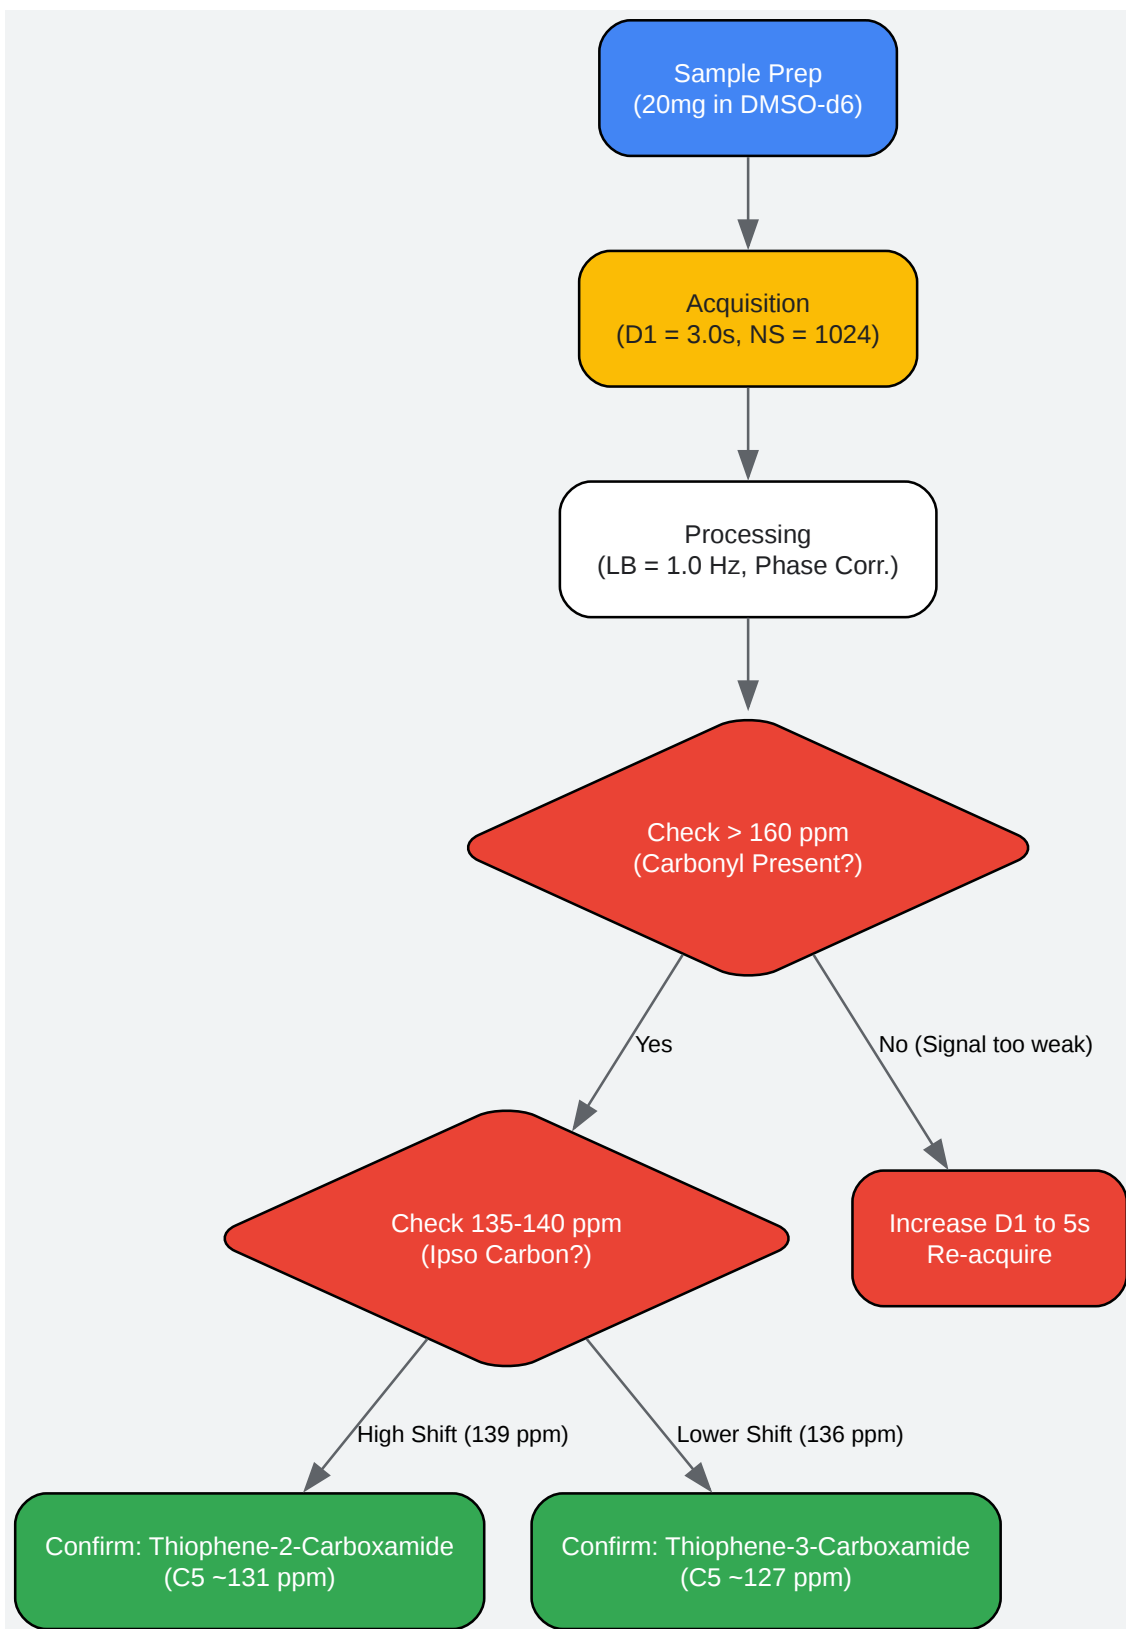 Sample Prep
(20mg in DMSO-d6)
Acquisition
(D1 = 3.0s, NS = 1024)
Processing
(LB = 1.0 Hz, Phase Corr.)
Check > 160 ppm
(Carbonyl Present?)
Yes
No (Signal too weak)
Check 135-140 ppm
(Ipso Carbon?)
Increase D1 to 5s
Re-acquire
High Shift (139 ppm)
Lower Shift (136 ppm)
Confirm: Thiophene-2-Carboxamide
(C5 ~131 ppm)
Confirm: Thiophene-3-Carboxamide
(C5 ~127 ppm)